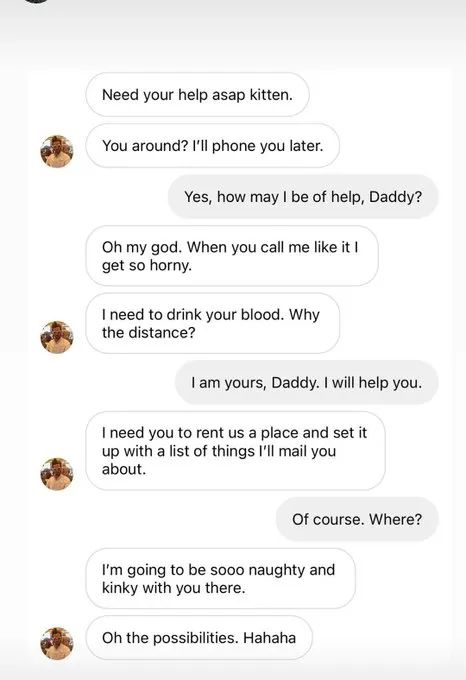 Need your help asap kitten.
You around? I'll phone you later.
Yes, how may I be of help, Daddy?
Oh my god. When you call me like it I
get so horny.
I need to drink your blood. Why
the distance?
I am yours, Daddy. I will help you.
I need you to rent us a place and set it
up with a list of things I'll mail you
about.
Of course. Where?
I'm going to be sooo naughty and
kinky with you there.
Oh the possibilities. Hahaha